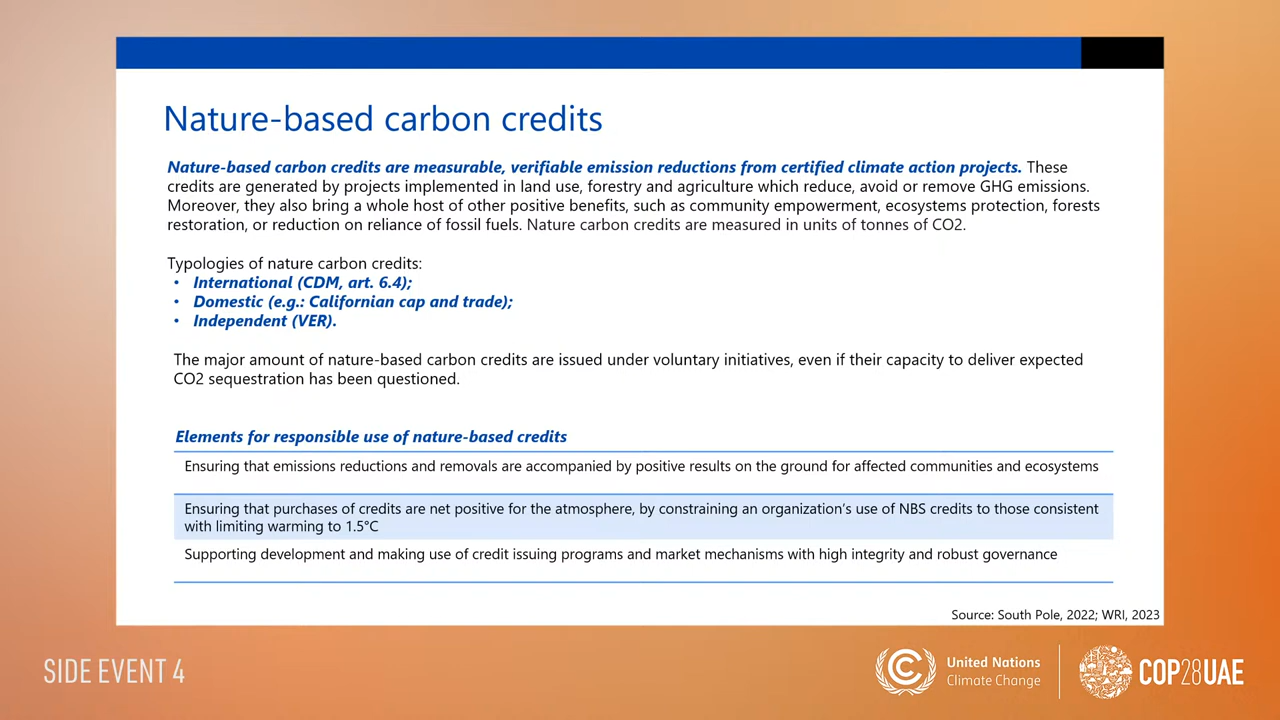 Nature-based carbon credits
Nature-based carbon credits are measurable, verifiable emission reductions from certified climate action projects. These
credits are generated by projects implemented in land use, forestry and agriculture which reduce, avoid or remove GHG emissions.
Moreover, they also bring a whole host of other positive benefits, such as community empowerment, ecosystems protection, forests
restoration, or reduction on reliance of fossil fuels. Nature carbon credits are measured in units of tonnes of CO2.
Typologies of nature carbon credits:
• International (CDM, art. 6.4);
• Domestic (e.g.: Californian cap and trade);
• Independent (VER).
The major amount of nature-based carbon credits are issued under voluntary initiatives, even if their capacity to deliver expected
CO2 sequestration has been questioned.
Elements for responsible use of nature-based credits
Ensuring that emissions reductions and removals are accompanied by positive results on the ground for affected communities and ecosystems
Ensuring that purchases of credits are net positive for the atmosphere, by constraining an organization's use of NBS credits to those consistent
with limiting warming to 1.5°C
Supporting development and making use of credit issuing programs and market mechanisms with high integrity and robust governance
Source: South Pole, 2022; WRI, 2023
SIDE EVENT 4
United Nations
Climate Change
COP28UAE